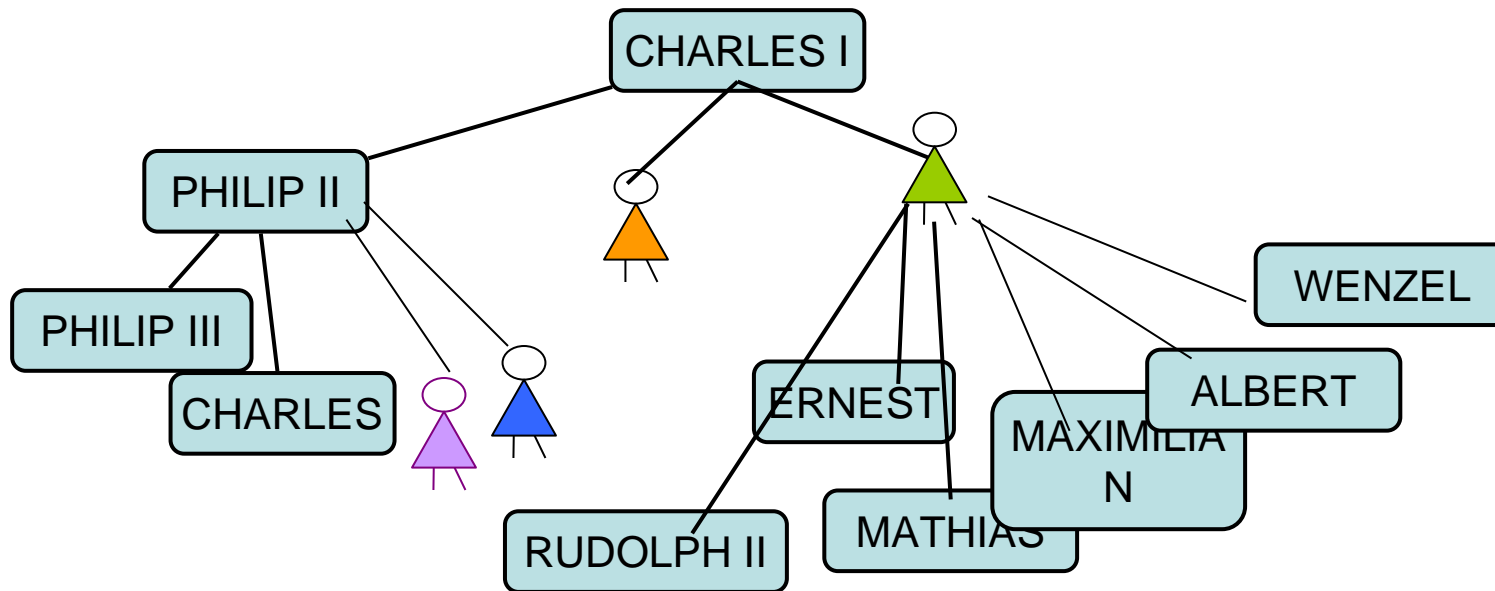 CHARLES I
PHILIP II
WENZEL
PHILIP III
ALBERT
CHARLES
ERNEST
MAXIMILIA
N
MATHIAS
RUDOLPH II